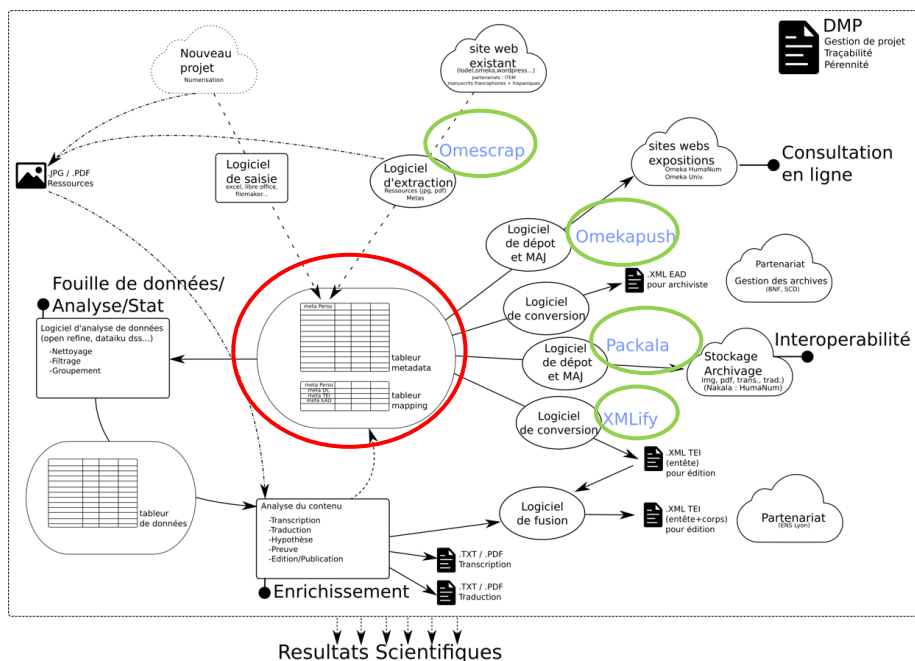 DMP
Gestion de projet
Traçabilité
Pérennité
Nouveau
projet
Numerisation
site web
existant
(lodel,omeka,wordpress...)
partenariats : ITEM
manuscrits francophones + hispaniques
Omescrap
.JPG / .PDF
Ressources
Logiciel
de saisie
excel, libre office,
filemaker...
Logiciel
d'extraction
Ressources (jpg, pdf)
Metas
sites webs
expositions
Omeka HumaNum
Omeka Univ.
Consultation
en ligne
Logiciel
de dépot
et MAJ
Omekapush
.XML EAD
pour archiviste
Partenariat
Gestion des archives
(BNF, SCD)
Fouille de données/
Analyse/Stat
Logiciel d'analyse de données
(open refine, dataiku dss...)
-Nettoyage
-Filtrage
-Groupement
meta Perso
tableur
metadata
meta Perso
meta DC
meta TEI
meta EAD
tableur
mapping
Logiciel
de conversion
Logiciel
de dépot
et MAJ
Packala
Stockage
Archivage
img, pdf, trans., trad.)
(Nakala : HumaNum)
Interoperabilité
Logiciel
de conversion
XMLify
.XML TEI
(entête)
pour édition
tableur
de données
Analyse du contenu
-Transcription
-Traduction
-Hypothèse
-Preuve
-Edition/Publication
Enrichissement
Logiciel
de fusion
.XML TEI
(entête+corps)
pour édition
Partenariat
(ENS Lyon)
.TXT / .PDF
Transcription
.TXT / .PDF
Traduction
Resultats Scientifiques